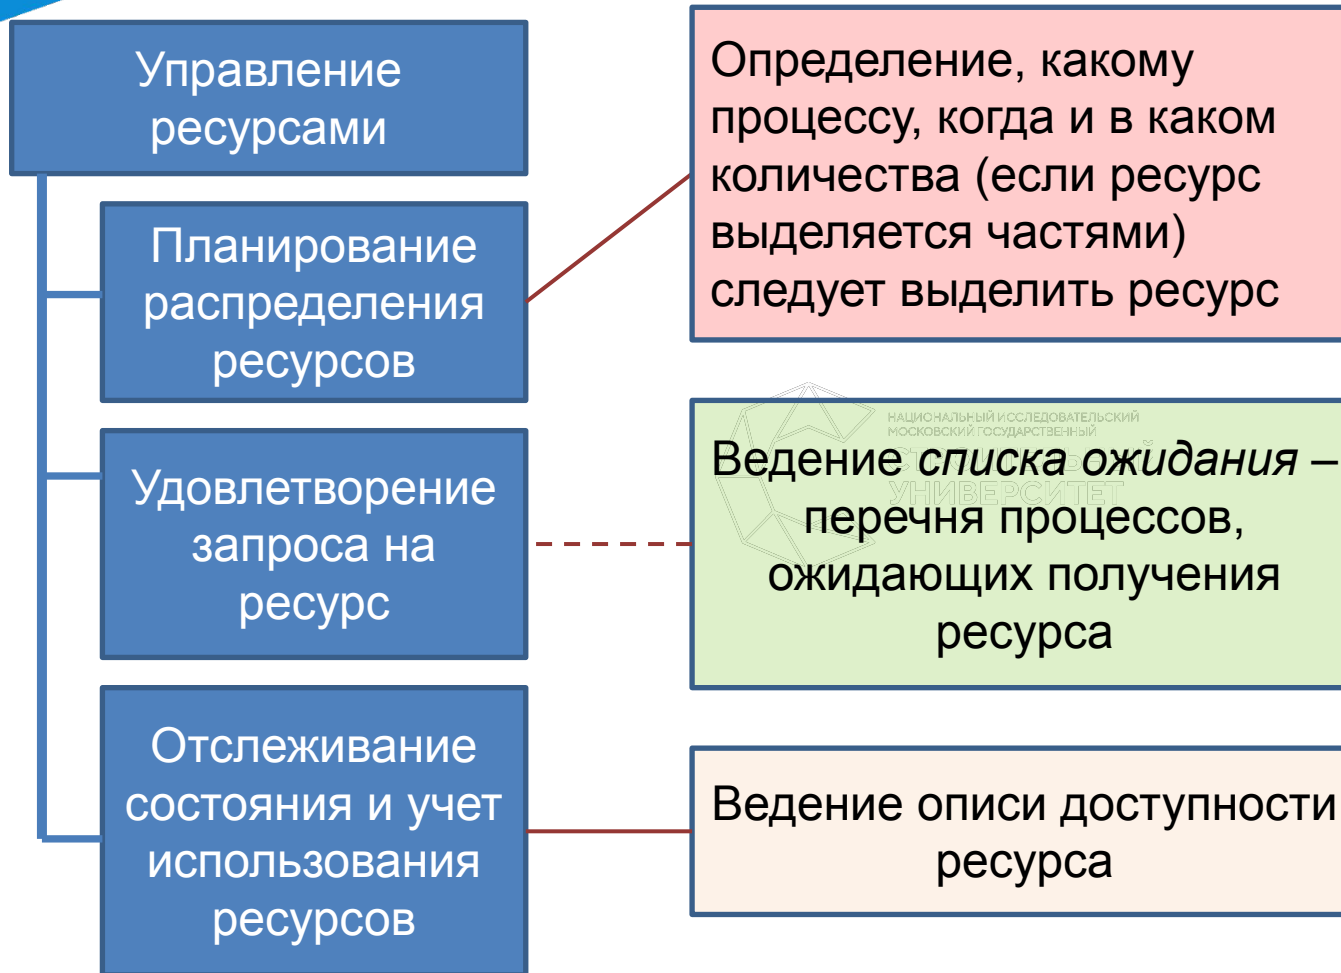 Управление
ресурсами
Планирование
распределения
ресурсов
Удовлетворение
запроса на
ресурс
Отслеживание
состояния и учет
использования
ресурсов
Определение, какому
процессу, когда и в каком
количества (если ресурс
выделяется частями)
следует выделить ресурс
НАЦИОНАЛЬНЫЙ ИССЛЕДОВАТЕЛЬСКИЙ
МОСКОВСКИЙ ГОСУДАРСТВЕННЫЙ
СТРОИТЕЛЬНЫЙ
УНИВЕРСИТЕТ
Ведение списка ожидания –
перечня процессов,
ожидающих получения
ресурса
Ведение описи доступности
ресурса